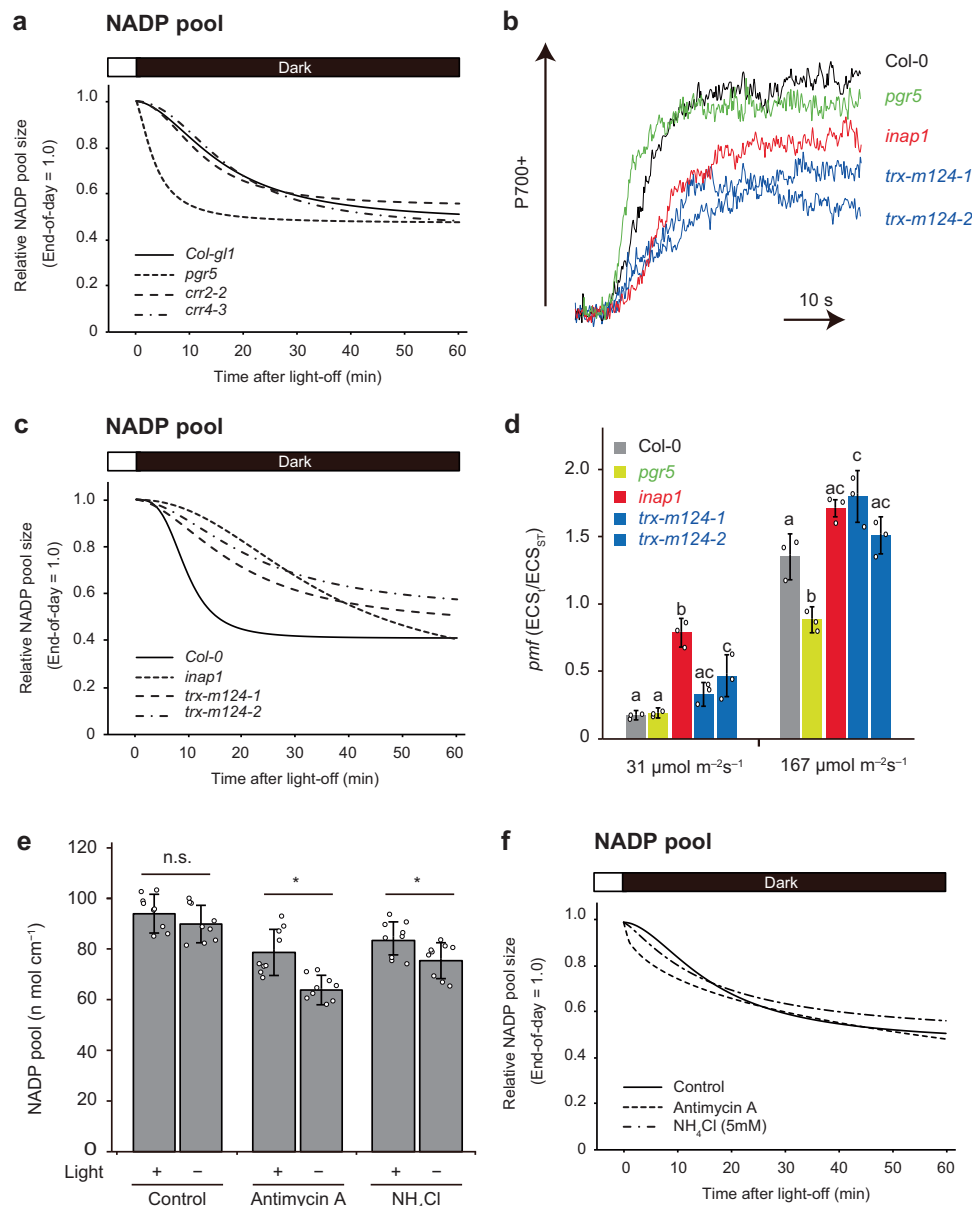 a
NADP pool
Dark
Relative NADP pool size
(End-of-day = 1.0)
1.0
0.8
0.6
0.4
0.2
0
Col-gl1
pgr5
crr2-2
crr4-3
0 10 20 30 40 50 60
Time after light-off (min)
b
P700+
Col-0
pgr5
inap1
trx-m124-1
trx-m124-2
10 s
c
NADP pool
Dark
Relative NADP pool size
(End-of-day = 1.0)
1.0
0.8
0.6
0.4
0.2
0
Col-0
inap1
trx-m124-1
trx-m124-2
0 10 20 30 40 50 60
Time after light-off (min)
d
pmf (ECSt/ECSST)
2.0
1.5
1.0
0.5
0
Col-0
pgr5
inap1
trx-m124-1
trx-m124-2
a a b ac c
a b ac c ac
31 µmol m−2s−1
167 µmol m−2s−1
e
NADP pool (n mol cm−1)
120
100
80
60
40
20
0
n.s.
*
*
Light + − + − + −
Control Antimycin A NH4Cl
f
NADP pool
Dark
Relative NADP pool size
(End-of-day = 1.0)
1.0
0.8
0.6
0.4
0.2
0
Control
Antimycin A
NH4Cl (5mM)
0 10 20 30 40 50 60
Time after light-off (min)